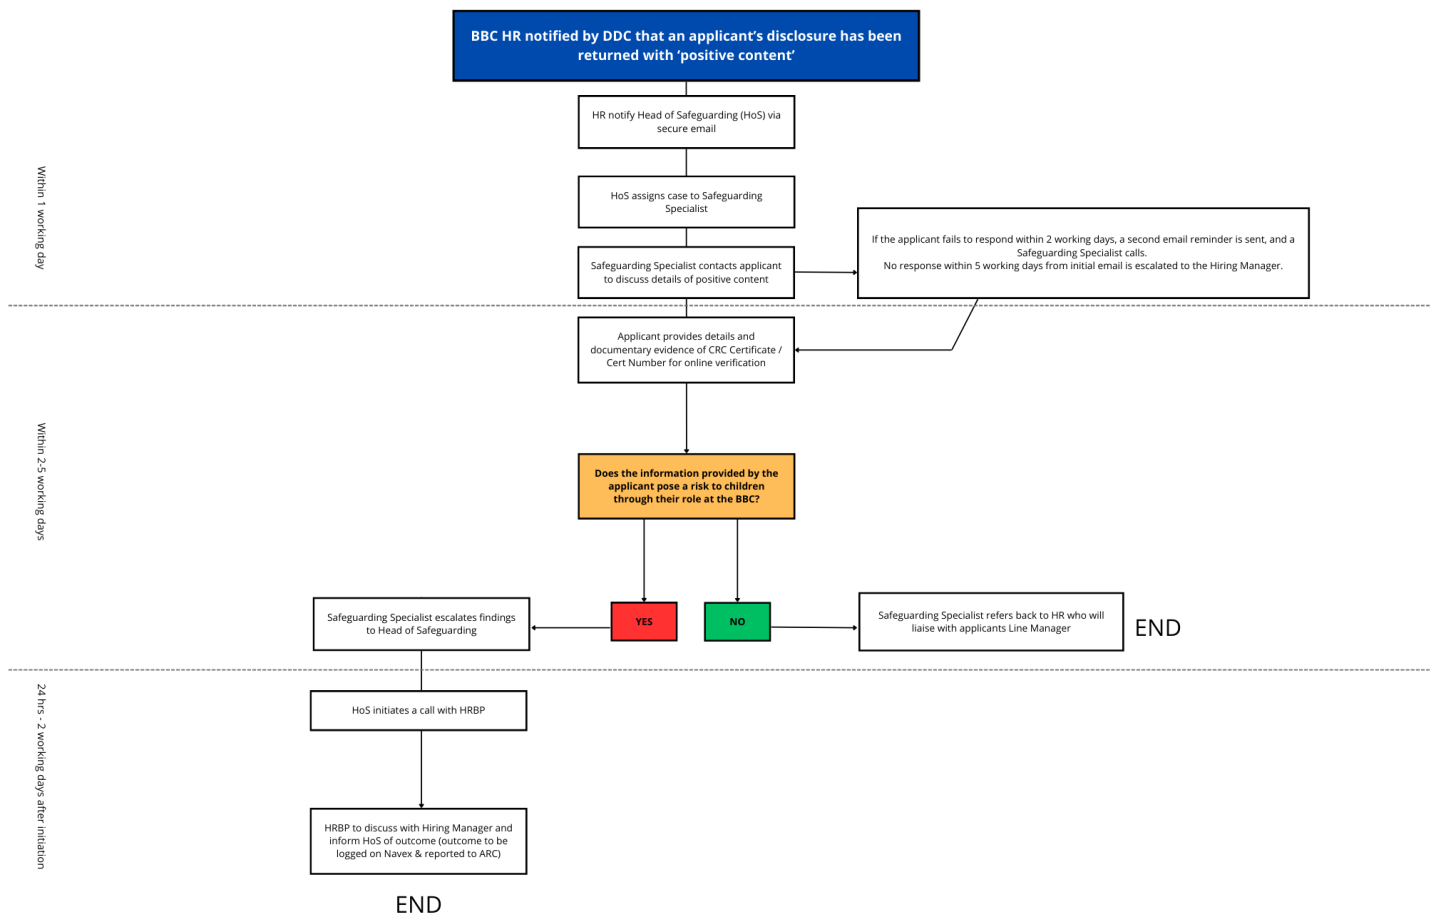 BBC HR notified by DDC that an applicant’s disclosure has been
returned with ‘positive content’
HR notify Head of Safeguarding (HoS) via
secure email
Within 1 working day
HoS assigns case to Safeguarding
Specialist
Safeguarding Specialist contacts applicant
to discuss details of positive content
If the applicant fails to respond within 2 working days, a second email reminder is sent, and a
Safeguarding Specialist calls.
No response within 5 working days from initial email is escalated to the Hiring Manager.
Applicant provides details and
documentary evidence of CRC Certificate /
Cert Number for online verification
Within 2-5 working days
Does the information provided by the
applicant pose a risk to children
through their role at the BBC?
Safeguarding Specialist escalates findings
to Head of Safeguarding
YES
NO
Safeguarding Specialist refers back to HR who will
liaise with applicants Line Manager
END
24 hrs - 2 working days after initiation
HoS initiates a call with HRBP
HRBP to discuss with Hiring Manager and
inform HoS of outcome (outcome to be
logged on Navex & reported to ARC)
END